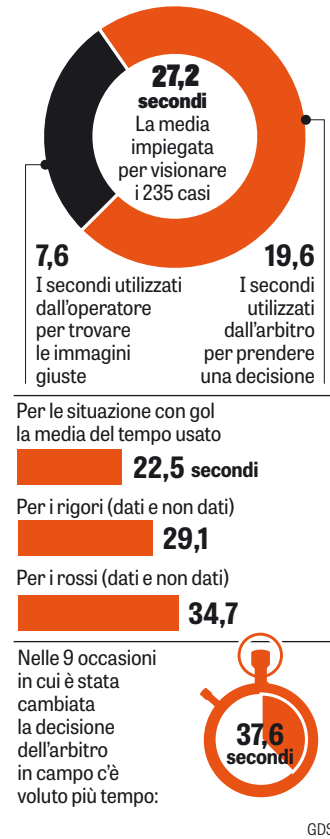 27,2
secondi
La media
impiegata
per visionare
i 235 casi
7,6
I secondi utilizzati
dall'operatore
per trovare
le immagini
giuste
19,6
I secondi
utilizzati
dall'arbitro
per prendere
una decisione
Per le situazione con gol
la media del tempo usato
22,5 secondi
Per i rigori (dati e non dati)
29,1
Per i rossi (dati e non dati)
34,7
Nelle 9 occasioni
in cui è stata
cambiata
la decisione
dell'arbitro
in campo c'è
voluto più tempo:
37,6
secondi
GDS